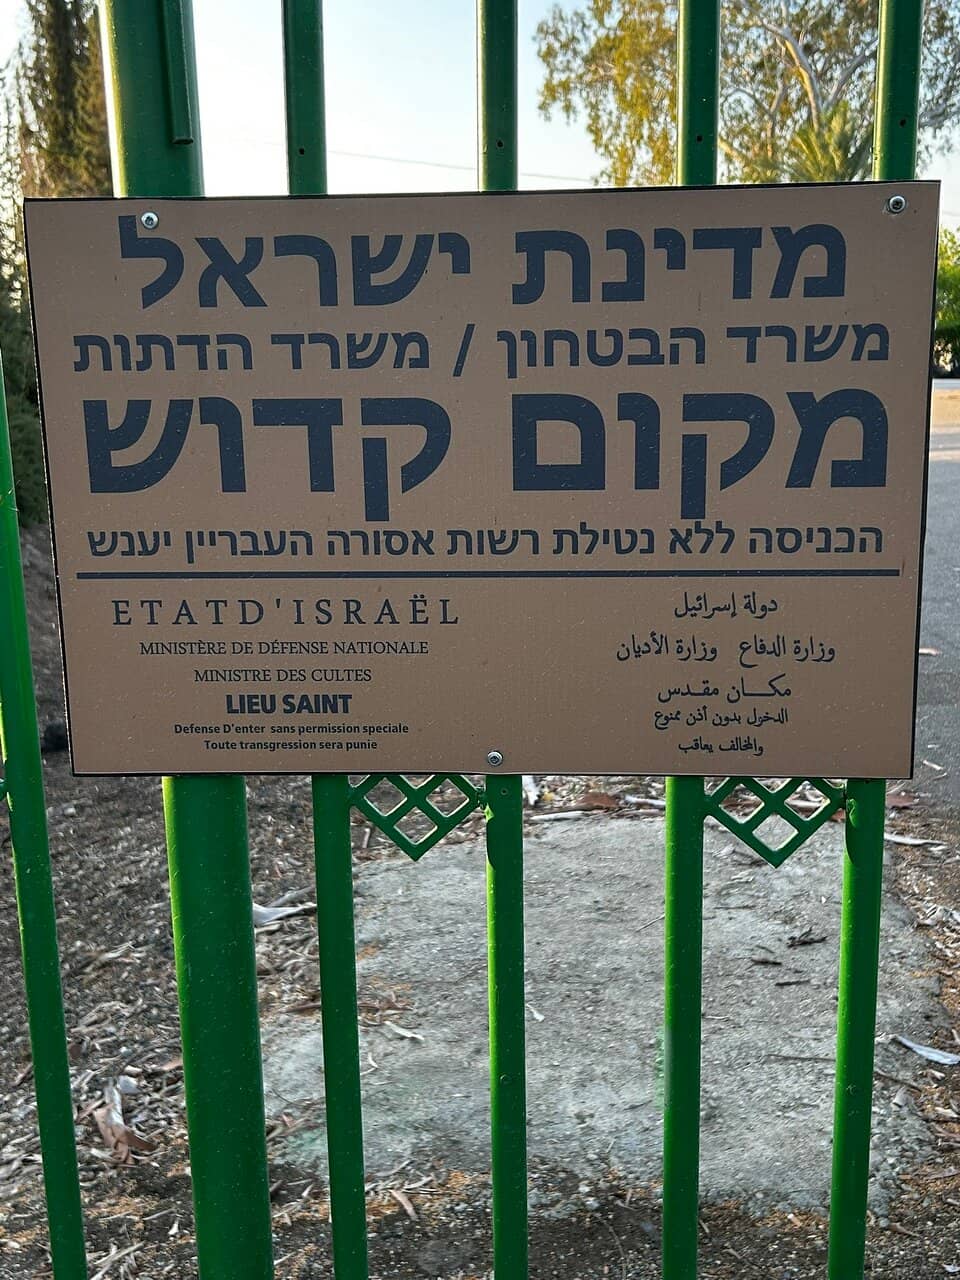 מדינת ישראל
משרד הבטחון / משרד הדתות
מקום קדוש
הכניסה ללא נטילת רשות אסורה העבריין יענש
ETATD'ISRAËL
MINISTÈRE DE DÉFENSE NATIONALE
MINISTRE DES CULTES
LIEU SAINT
Defense D'enter sans permission speciale
Toute transgression sera punie
دولة إسرائيل
وزارة الدفاع وزارة الأديان
مكـــان مقـدس
الدخول بدون أذن ممنوع
والمخالف يعاقب